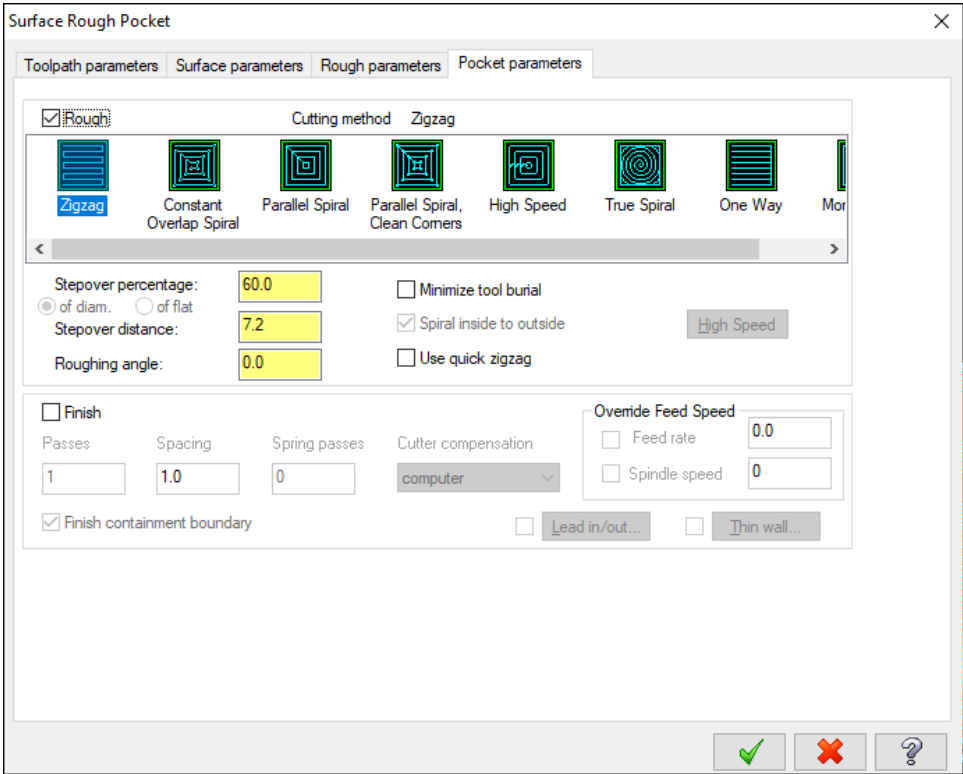 Surface Rough Pocket
Toolpath parameters Surface parameters Rough parameters Pocket parameters
Rough Cutting method Zigzag
Zigzag Constant Overlap Spiral Parallel Spiral Parallel Spiral, Clean Corners High Speed True Spiral One Way Mor
Stepover percentage: 60.0 Minimize tool burial
of diam. of flat
Stepover distance: 7.2 Spiral inside to outside High Speed
Roughing angle: 0.0 Use quick zigzag
Finish Override Feed Speed
Passes Spacing Spring passes Cutter compensation Feed rate 0.0
1 1.0 0 computer Spindle speed 0
Finish containment boundary Lead in/out... Thin wall...